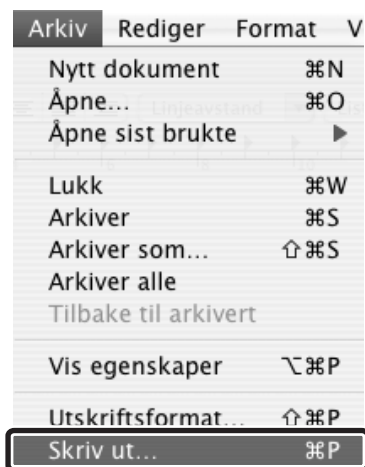 Arkiv Rediger Format V
Nytt dokument ⌘N
Åpne... ⌘O
Åpne sist brukte ▶
Lukk ⌘W
Arkiver ⌘S
Arkiver som... ⇧⌘S
Arkiver alle
Tilbake til arkivert
Vis egenskaper ⌥⌘P
Utskriftsformat... ⇧⌘P
Skriv ut... ⌘P